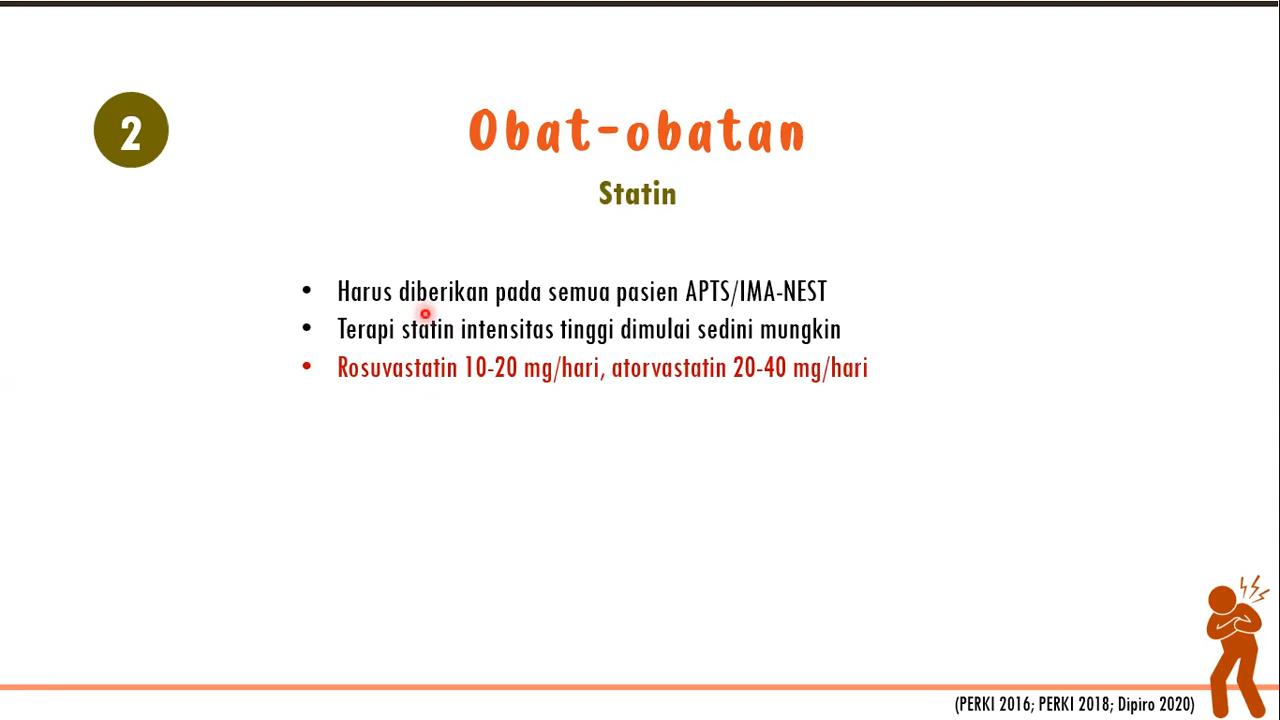 2
Obat-obatan
Statin
• Harus diberikan pada semua pasien APTS/IMA-NEST
• Terapi statin intensitas tinggi dimulai sedini mungkin
• Rosuvastatin 10-20 mg/hari, atorvastatin 20-40 mg/hari
(PERKI 2016; PERKI 2018; Dipiro 2020)